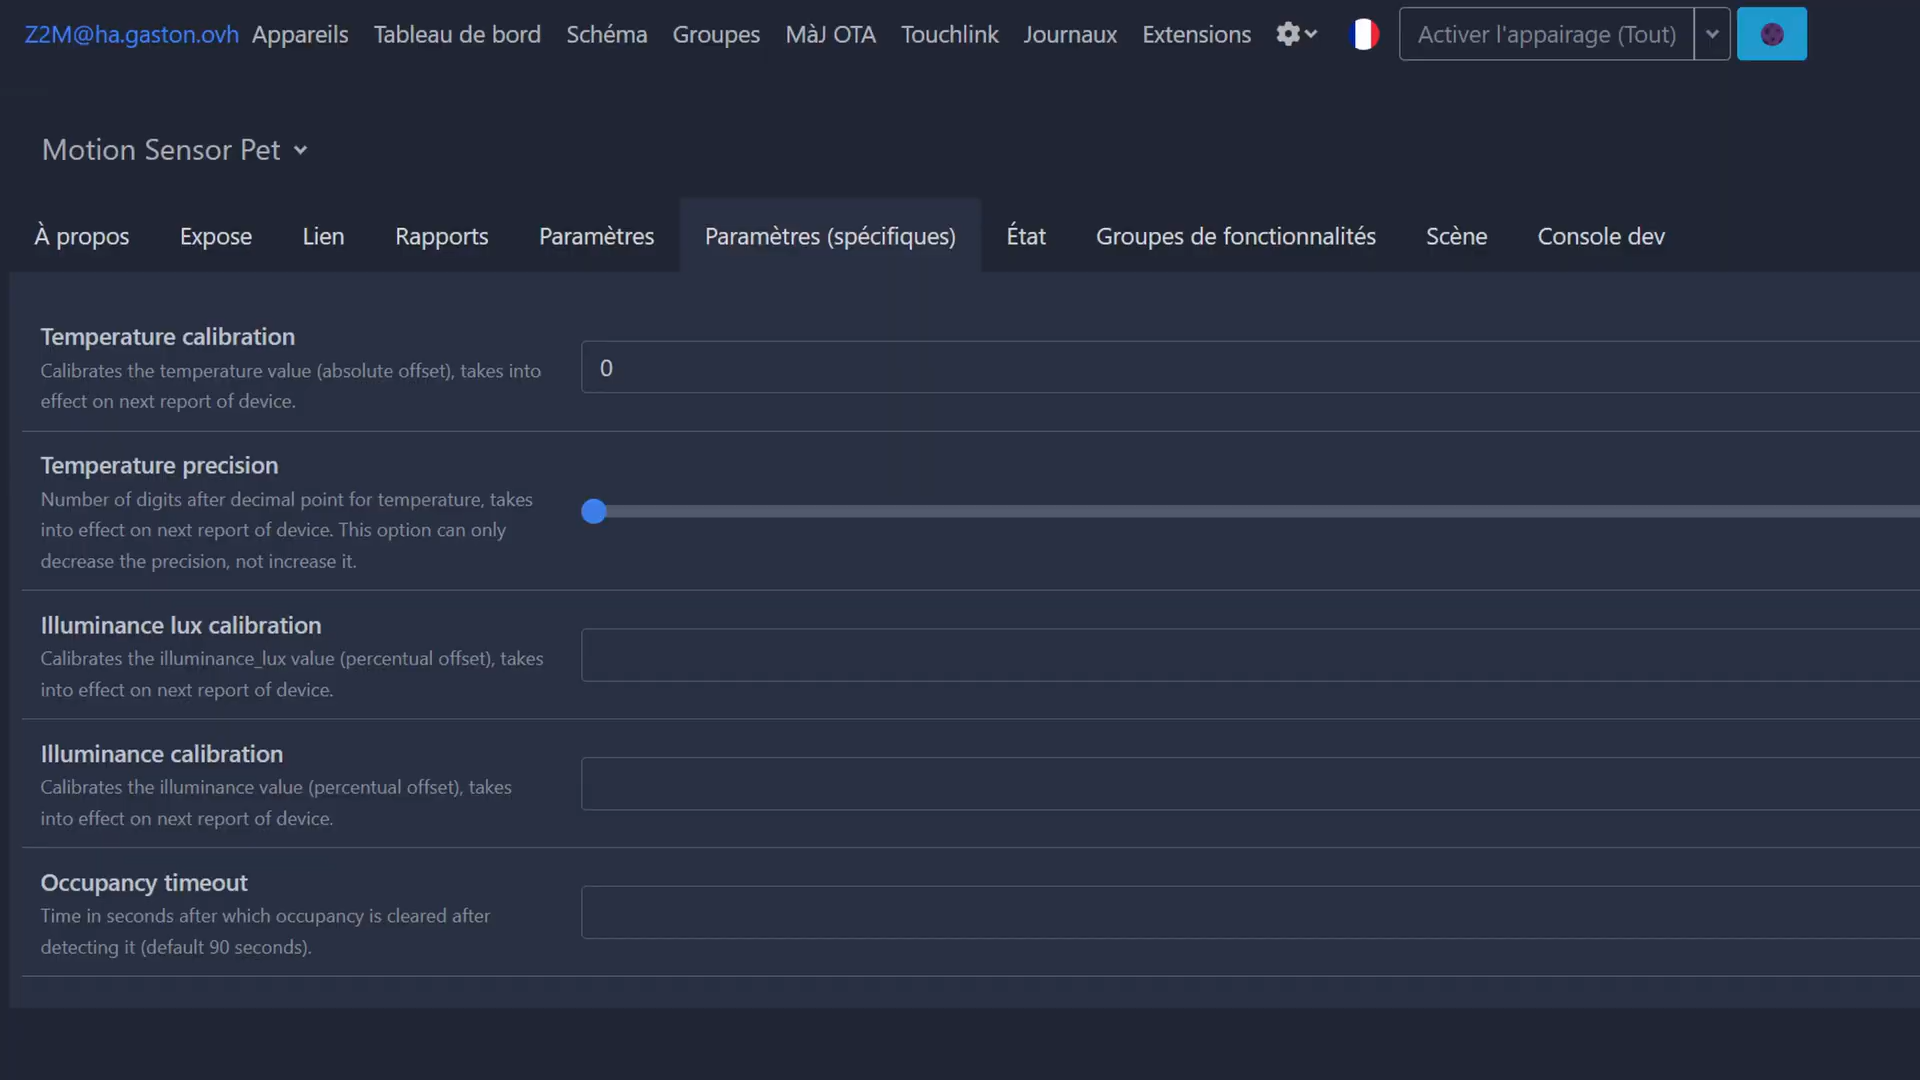 Z2M@ha.gaston.ovh Appareils Tableau de bord Schéma Groupes MàJ OTA Touchlink Journaux Extensions Activer l'appairage (Tout)
Motion Sensor Pet
À propos Expose Lien Rapports Paramètres Paramètres (spécifiques) État Groupes de fonctionnalités Scène Console dev
Temperature calibration
Calibrates the temperature value (absolute offset), takes into
effect on next report of device.
0
Temperature precision
Number of digits after decimal point for temperature, takes
into effect on next report of device. This option can only
decrease the precision, not increase it.
Illuminance lux calibration
Calibrates the illuminance_lux value (percentual offset), takes
into effect on next report of device.
Illuminance calibration
Calibrates the illuminance value (percentual offset), takes
into effect on next report of device.
Occupancy timeout
Time in seconds after which occupancy is cleared after
detecting it (default 90 seconds).